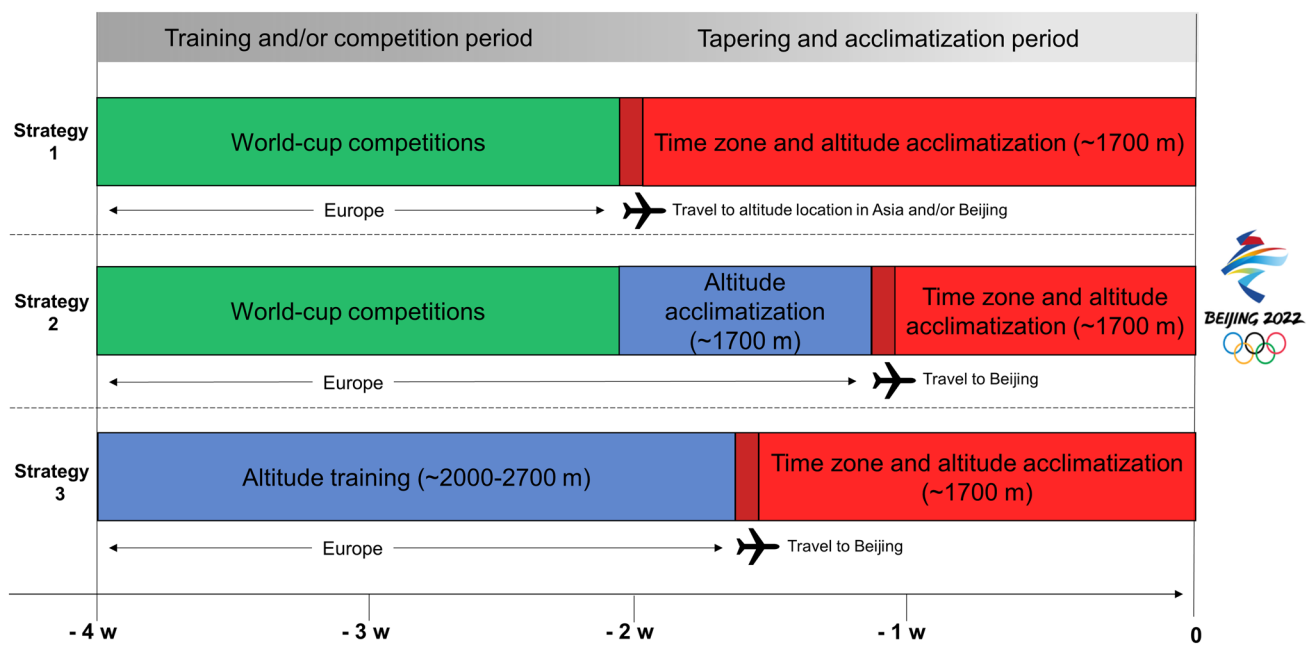 Training and/or competition period
Tapering and acclimatization period
Strategy
1
World-cup competitions
Time zone and altitude acclimatization (~1700 m)
Europe
Travel to altitude location in Asia and/or Beijing
Strategy
2
World-cup competitions
Altitude
acclimatization
(~1700 m)
Time zone and altitude
acclimatization (~1700 m)
BEIJING 2022
Europe
Travel to Beijing
Strategy
3
Altitude training (~2000-2700 m)
Time zone and altitude acclimatization
(~1700 m)
Europe
Travel to Beijing
- 4 w
- 3 w
- 2 w
- 1 w
0